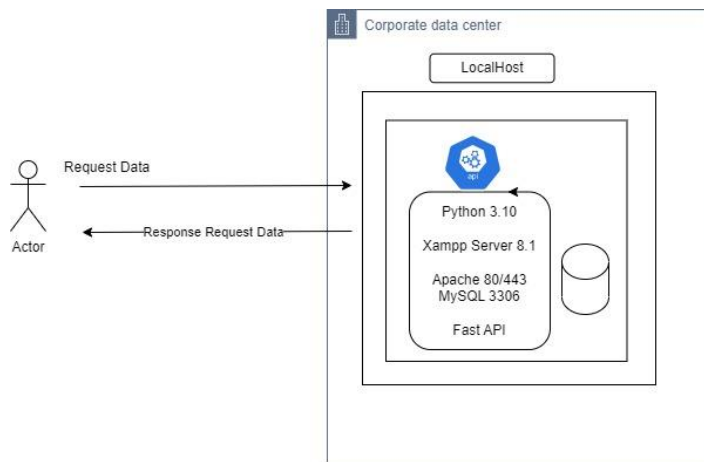 Corporate data center
LocalHost
Request Data
api
Python 3.10
Response Request Data
Xampp Server 8.1
Actor
Apache 80/443
MySQL 3306
Fast API